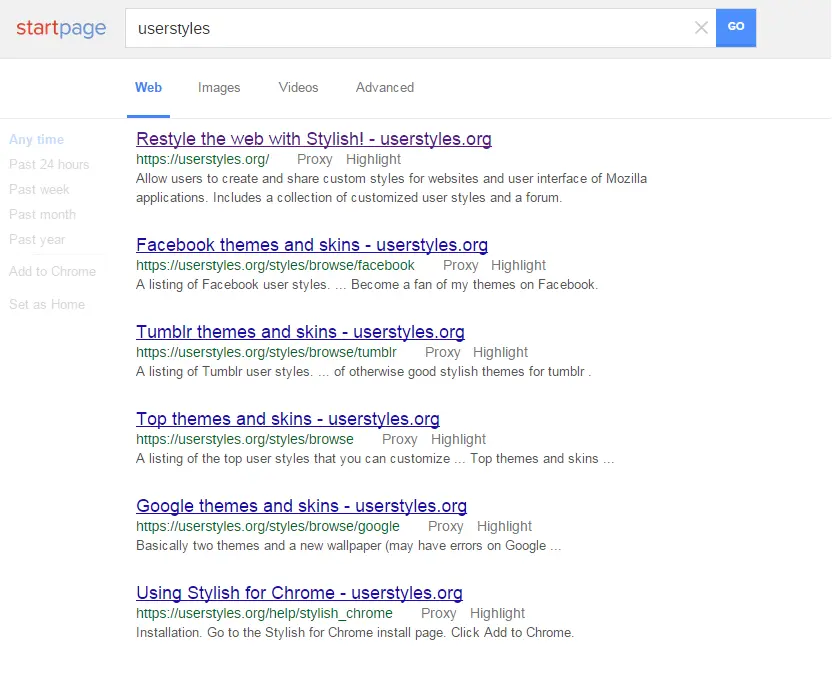 startpage
userstyles
GO
Web Images Videos Advanced
Any time
Past 24 hours
Past week
Past month
Past year
Add to Chrome
Set as Home
Restyle the web with Stylish! - userstyles.org
https://userstyles.org/ Proxy Highlight
Allow users to create and share custom styles for websites and user interface of Mozilla
applications. Includes a collection of customized user styles and a forum.
Facebook themes and skins - userstyles.org
https://userstyles.org/styles/browse/facebook Proxy Highlight
A listing of Facebook user styles. ... Become a fan of my themes on Facebook.
Tumblr themes and skins - userstyles.org
https://userstyles.org/styles/browse/tumblr Proxy Highlight
A listing of Tumblr user styles. ... of otherwise good stylish themes for tumblr .
Top themes and skins - userstyles.org
https://userstyles.org/styles/browse Proxy Highlight
A listing of the top user styles that you can customize ... Top themes and skins ...
Google themes and skins - userstyles.org
https://userstyles.org/styles/browse/google Proxy Highlight
Basically two themes and a new wallpaper (may have errors on Google ...
Using Stylish for Chrome - userstyles.org
https://userstyles.org/help/stylish_chrome Proxy Highlight
Installation. Go to the Stylish for Chrome install page. Click Add to Chrome.